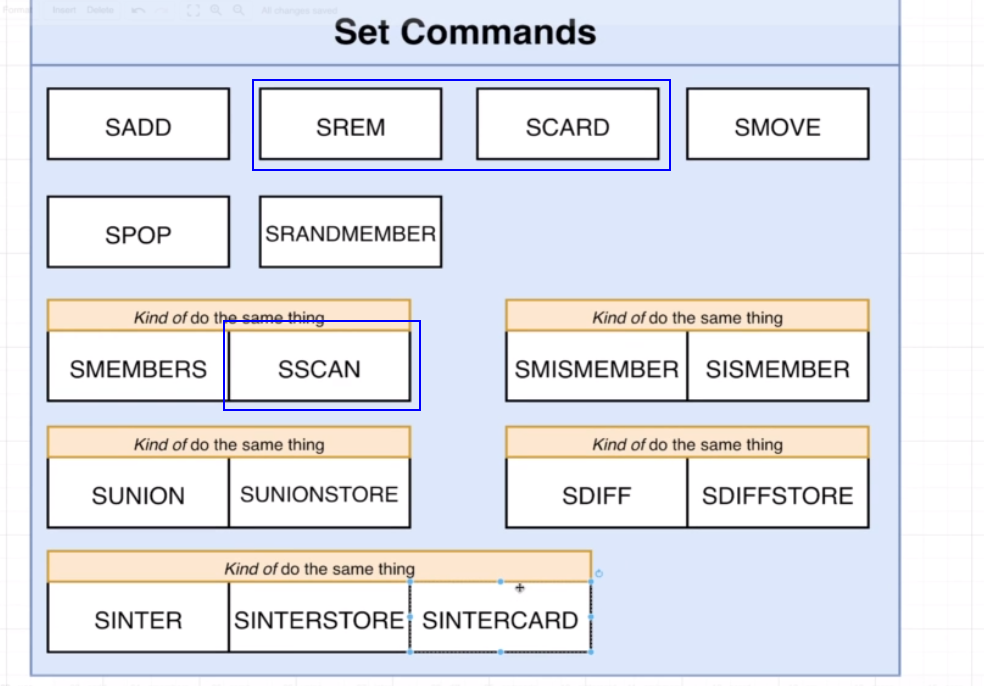 Format Insert Delete All changes saved
Set Commands
SADD SREM SCARD SMOVE
SPOP SRANDMEMBER
Kind of do the same thing Kind of do the same thing
SMEMBERS SSCAN SMISMEMBER SISMEMBER
Kind of do the same thing Kind of do the same thing
SUNION SUNIONSTORE SDIFF SDIFFSTORE
Kind of do the same thing
SINTER SINTERSTORE SINTERCARD